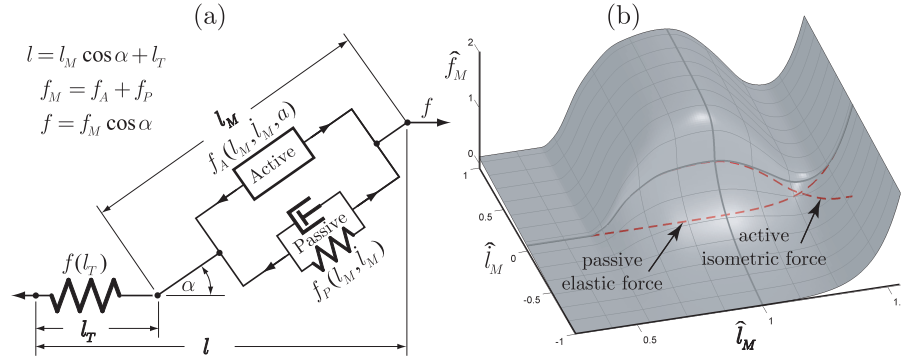 (a)
l = l_M cos α + l_T
f_M = f_A + f_P
f = f_M cos α
l_M
f
f_A(l_M, l̇_M, a)
Active
Passive
f_P(l_M, l̇_M)
f(l_T)
α
l_T
l
(b)
f̂_M
2
1
0
1
0.5
0
-0.5
-1
l̇̂_M
passive
elastic force
active
isometric force
0.5
1
1.
l̂_M